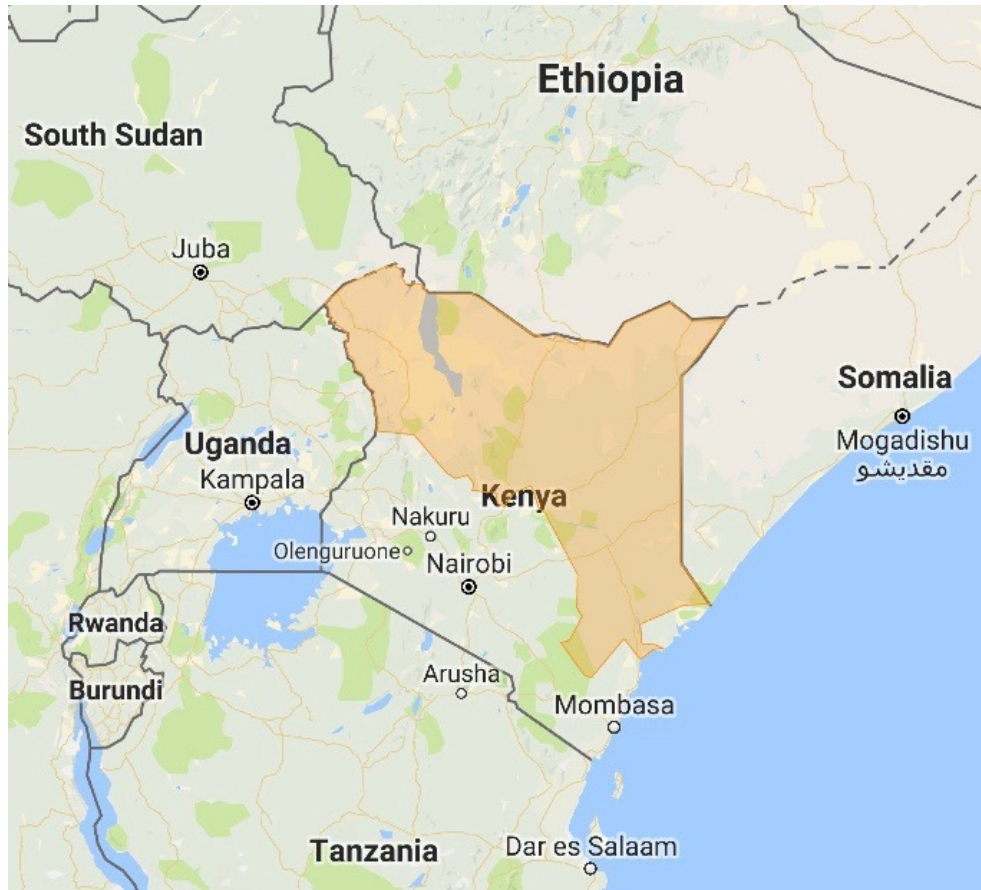 Ethiopia
South Sudan
Juba
Somalia
Mogadishu
مقديشو
Uganda
Kampala
Kenya
Nakuru
Olenguruone
Nairobi
Rwanda
Burundi
Arusha
Mombasa
Tanzania
Dar es Salaam